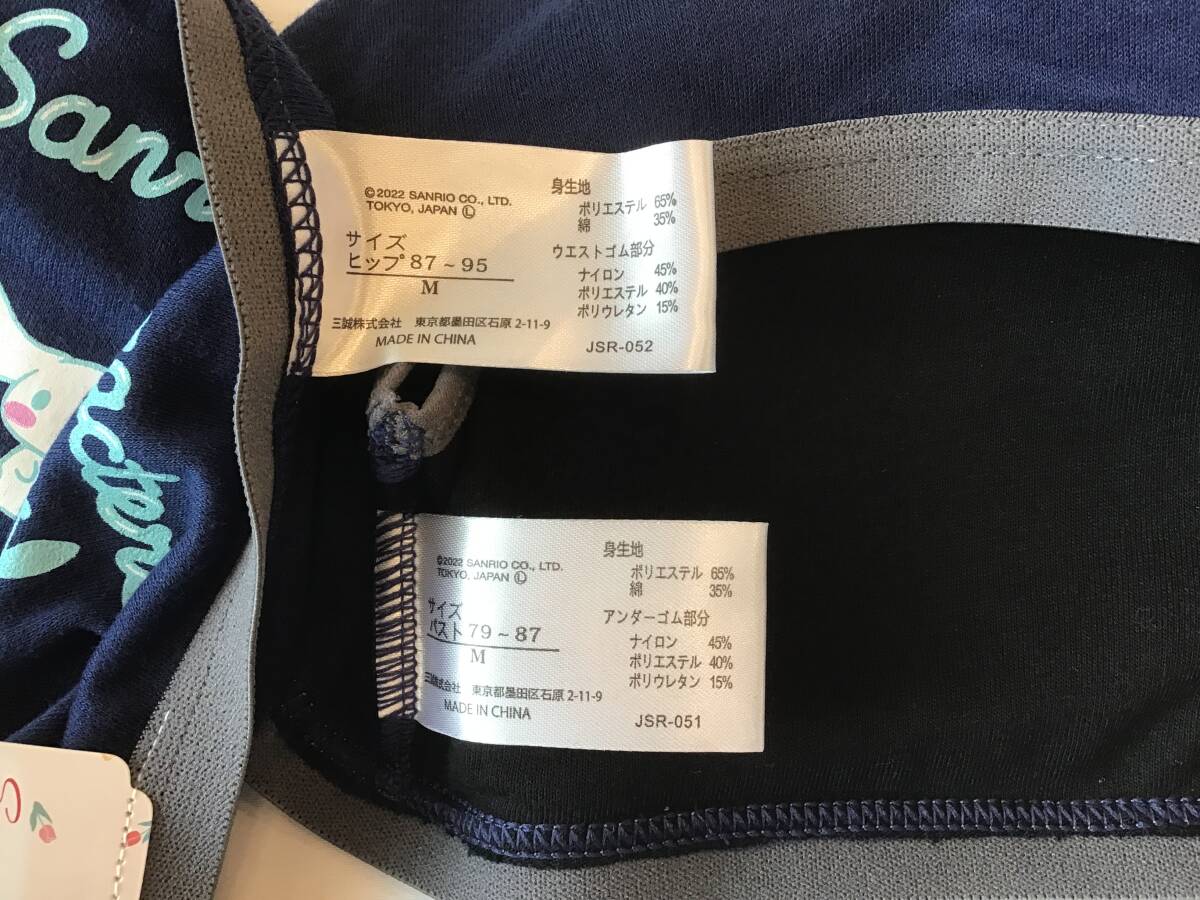 Sanr
acter
©2022 SANRIO CO., LTD.
TOKYO, JAPAN Ⓛ
サイズ
ヒップ 87～95
M
三誠株式会社 東京都墨田区石原 2-11-9
MADE IN CHINA
身生地
ポリエステル 65%
綿 35%
ウエストゴム部分
ナイロン 45%
ポリエステル 40%
ポリウレタン 15%
JSR-052
©2022 SANRIO CO., LTD.
TOKYO, JAPAN Ⓛ
サイズ
バスト 79～87
M
三誠株式会社 東京都墨田区石原 2-11-9
MADE IN CHINA
身生地
ポリエステル 65%
綿 35%
アンダーゴム部分
ナイロン 45%
ポリエステル 40%
ポリウレタン 15%
JSR-051